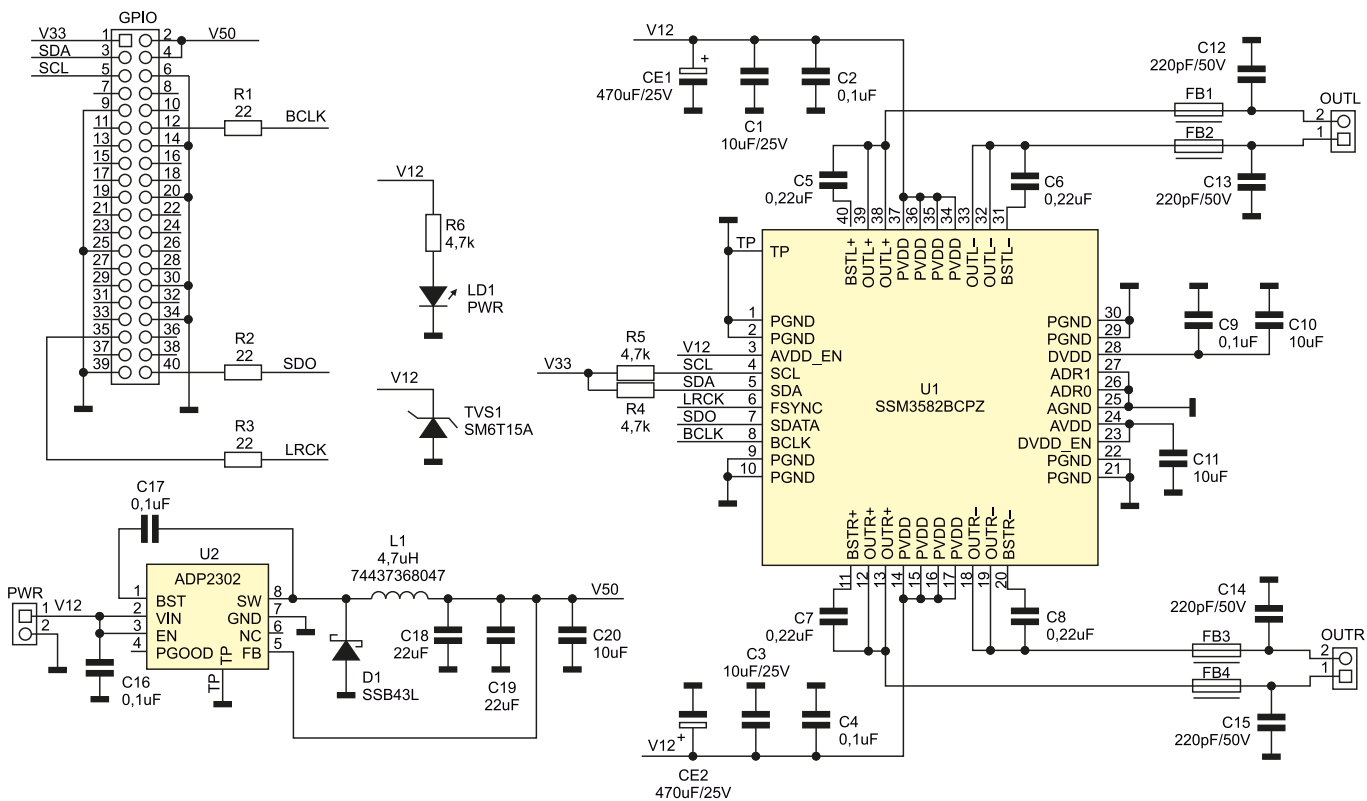 GPIO
V33 1 2 V50
SDA 3 4
SCL 5 6
7 8
9 10
11 12
13 14
15 16
17 18
19 20
21 22
23 24
25 26
27 28
29 30
31 32
33 34
35 36
37 38
39 40
R1
22
BCLK
R2
22
SDO
R3
22
LRCK
V12
R6
4,7k
LD1
PWR
V12
TVS1
SM6T15A
C17
0,1uF
U2
ADP2302
1 BST
2 VIN
3 EN
4 PGOOD
TP
TP
SW 8
GND 7
NC 6
FB 5
PWR
1
2
V12
C16
0,1uF
L1
4,7uH
74437368047
D1
SSB43L
C18
22uF
C19
22uF
C20
10uF
V50
V12
+
CE1
470uF/25V
C1
10uF/25V
C2
0,1uF
C5
0,22uF
C6
0,22uF
C12
220pF/50V
FB1
FB2
C13
220pF/50V
OUTL
2
1
40 39 38 37 36 35 34 33 32 31
BSTL+ OUTL+ OUTL+ PVDD PVDD PVDD PVDD OUTL− OUTL− BSTL−
TP TP
1 PGND
2 PGND
V12 3 AVDD_EN
SCL 4 SCL
SDA 5 SDA
LRCK 6 FSYNC
SDO 7 SDATA
BCLK 8 BCLK
9 PGND
10 PGND
V33
R5
4,7k
R4
4,7k
U1
SSM3582BCPZ
PGND 30
PGND 29
DVDD 28
ADR1 27
ADR0 26
AGND 25
AVDD 24
DVDD_EN 23
PGND 22
PGND 21
C9
0,1uF
C10
10uF
C11
10uF
BSTR+ OUTR+ OUTR+ PVDD PVDD PVDD PVDD OUTR− OUTR− BSTR−
11 12 13 14 15 16 17 18 19 20
C7
0,22uF
C8
0,22uF
C3
10uF/25V
C4
0,1uF
V12
+
CE2
470uF/25V
C14
220pF/50V
FB3
FB4
C15
220pF/50V
OUTR
2
1